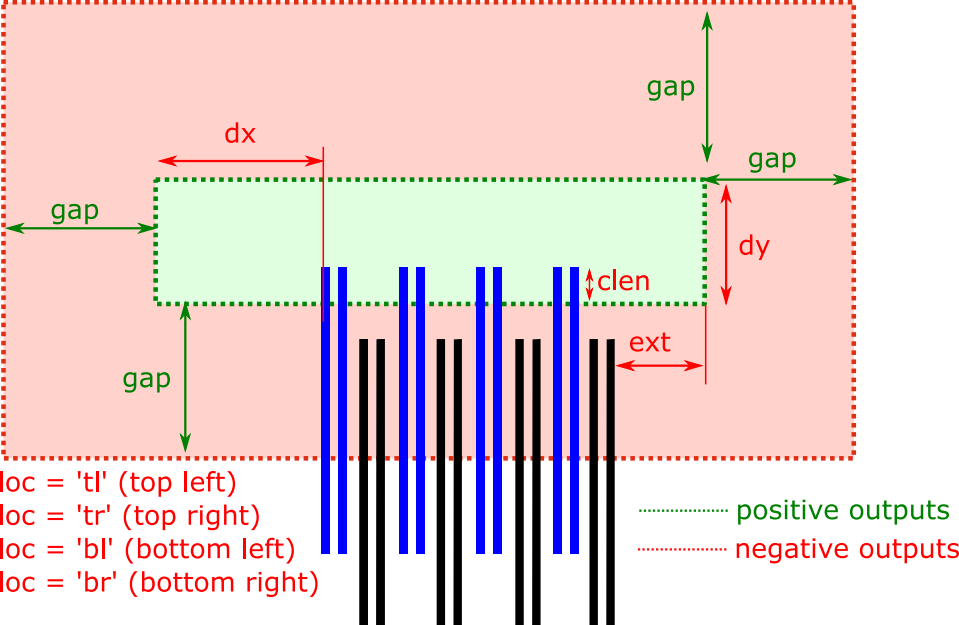 gap
dx
gap
gap
dy
clen
ext
gap
loc = 'tl' (top left)
loc = 'tr' (top right)
loc = 'bl' (bottom left)
loc = 'br' (bottom right)
positive outputs
negative outputs